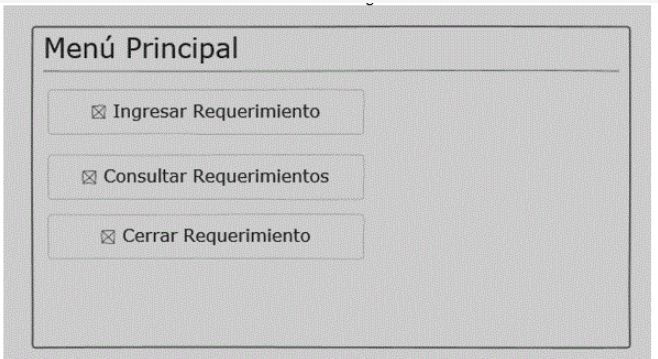 Menú Principal
Ingresar Requerimiento
Consultar Requerimientos
Cerrar Requerimiento